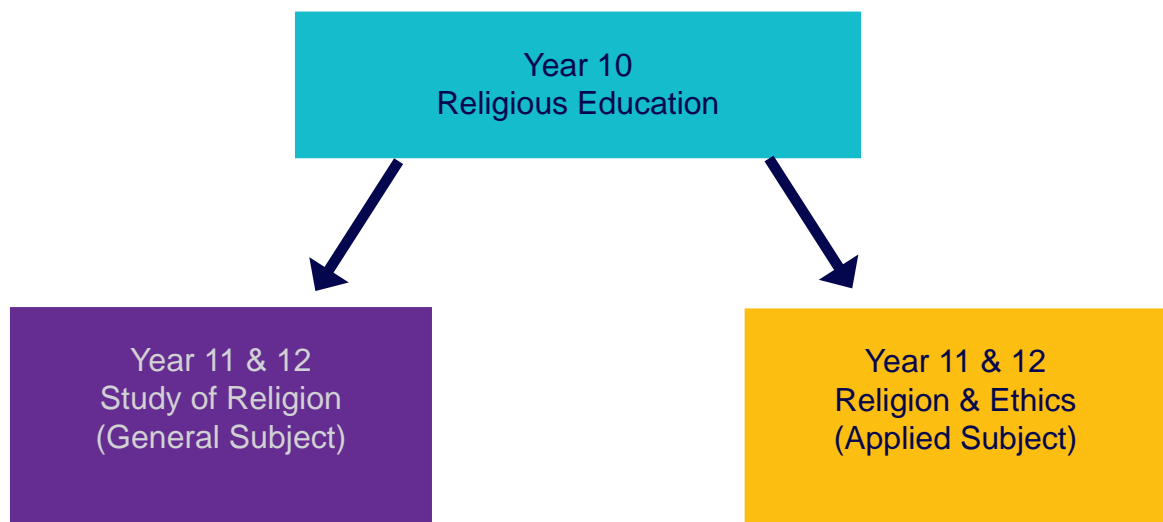 Year 10
Religious Education
Year 11 & 12
Study of Religion
(General Subject)
Year 11 & 12
Religion & Ethics
(Applied Subject)